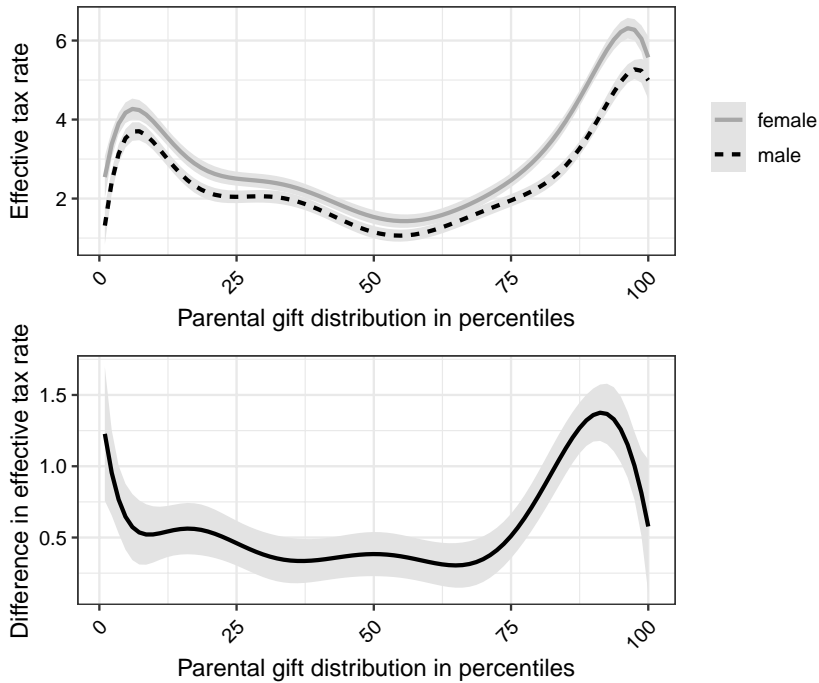 Effective tax rate
6
4
2
0
25
50
75
100
Parental gift distribution in percentiles
female
male
Difference in effective tax rate
1.5
1.0
0.5
0
25
50
75
100
Parental gift distribution in percentiles